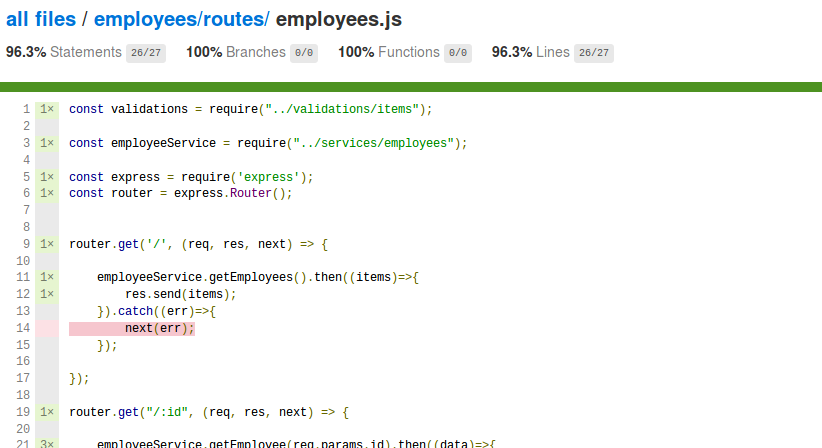 all files / employees/routes/ employees.js
96.3% Statements 26/27 100% Branches 0/0 100% Functions 0/0 96.3% Lines 26/27
1 1× const validations = require("../validations/items");
2
3 1× const employeeService = require("../services/employees");
4
5 1× const express = require('express');
6 1× const router = express.Router();
7
8
9 1× router.get('/', (req, res, next) => {
10
11 1× employeeService.getEmployees().then((items)=>{
12 1× res.send(items);
13 }).catch((err)=>{
14 next(err);
15 });
16
17 });
18
19 1× router.get("/:id", (req, res, next) => {
20
21 3× employeeService.getEmployee(req.params.id).then((data)=>{